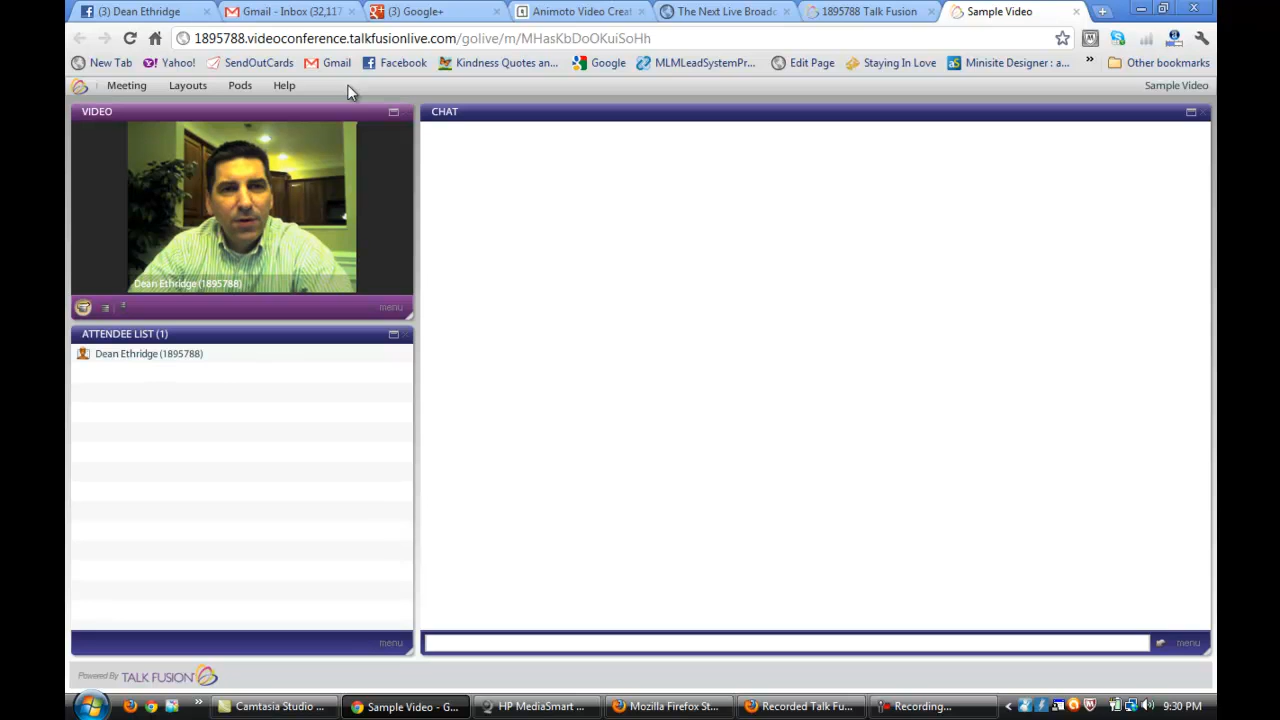 (3) Dean Ethridge
Gmail - Inbox (32,117
(3) Google+
Animoto Video Creat
The Next Live Broadc
1895788 Talk Fusion
Sample Video
1895788.videoconference.talkfusionlive.com/golive/m/MHasKbDoOKuiSoHh
New Tab
Yahoo!
SendOutCards
Gmail
Facebook
Kindness Quotes an...
Google
MLMLeadSystemPr...
Edit Page
Staying In Love
Minisite Designer : a...
Other bookmarks
Meeting
Layouts
Pods
Help
Sample Video
VIDEO
CHAT
Dean Ethridge (1895788)
menu
ATTENDEE LIST (1)
Dean Ethridge (1895788)
menu
menu
Powered By TALK FUSION
Camtasia Studio ...
Sample Video - G...
HP MediaSmart ...
Mozilla Firefox St...
Recorded Talk Fu...
Recording...
9:30 PM